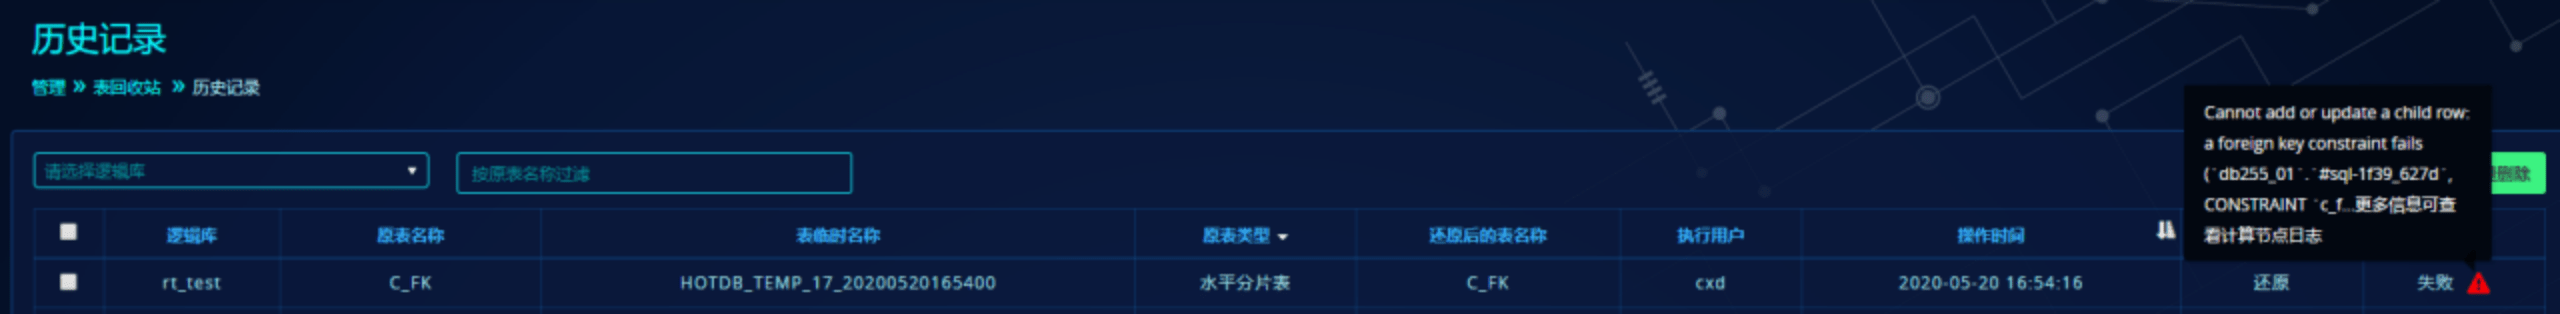 历史记录
管理 » 表回收站 » 历史记录
请选择逻辑库
按原表名称过滤
删除
Cannot add or update a child row:
a foreign key constraint fails
(`db255_01`.`#sql-1f39_627d`,
CONSTRAINT `c_f...更多信息可查
看计算节点日志
逻辑库 原表名称 表临时名称 原表类型 还原后的表名称 执行用户 操作时间
rt_test C_FK HOTDB_TEMP_17_20200520165400 水平分片表 C_FK cxd 2020-05-20 16:54:16 还原 失败